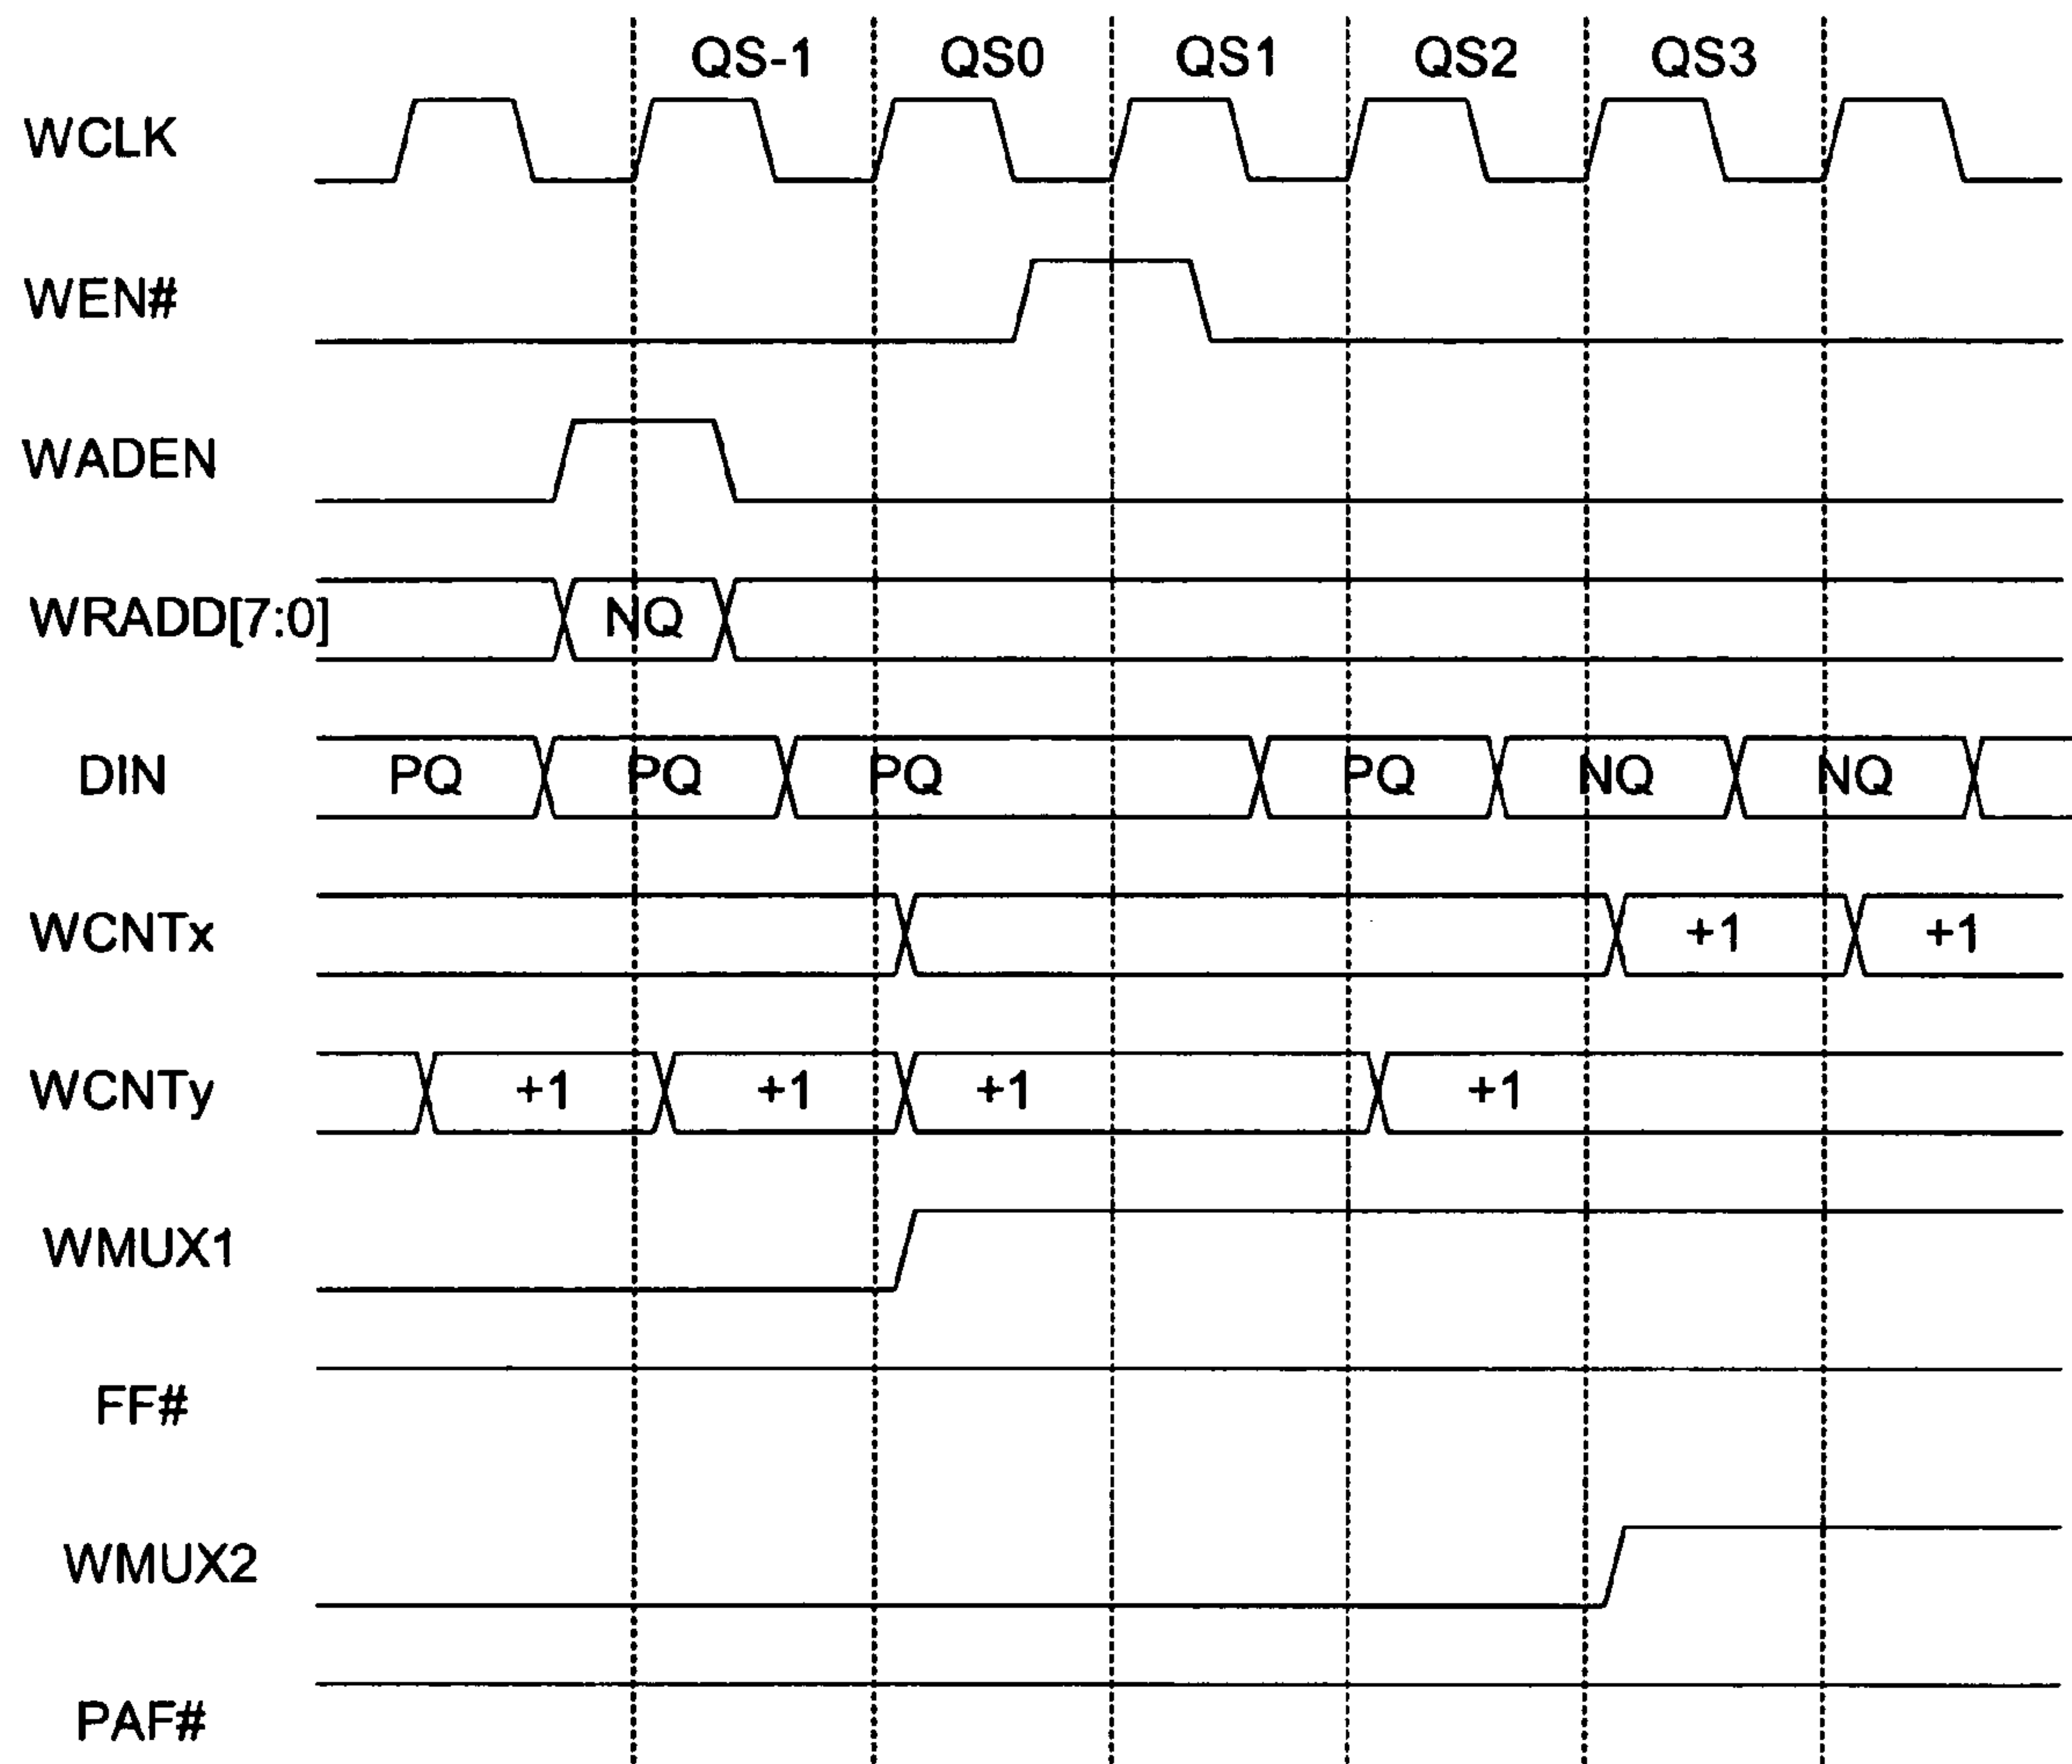 QS-1 QS0 QS1 QS2 QS3
WCLK
WEN#
WADEN
WRADD[7:0] NQ
DIN PQ PQ PQ PQ NQ NQ
WCNTx +1 +1
WCNTy +1 +1 +1 +1
WMUX1
FF#
WMUX2
PAF#